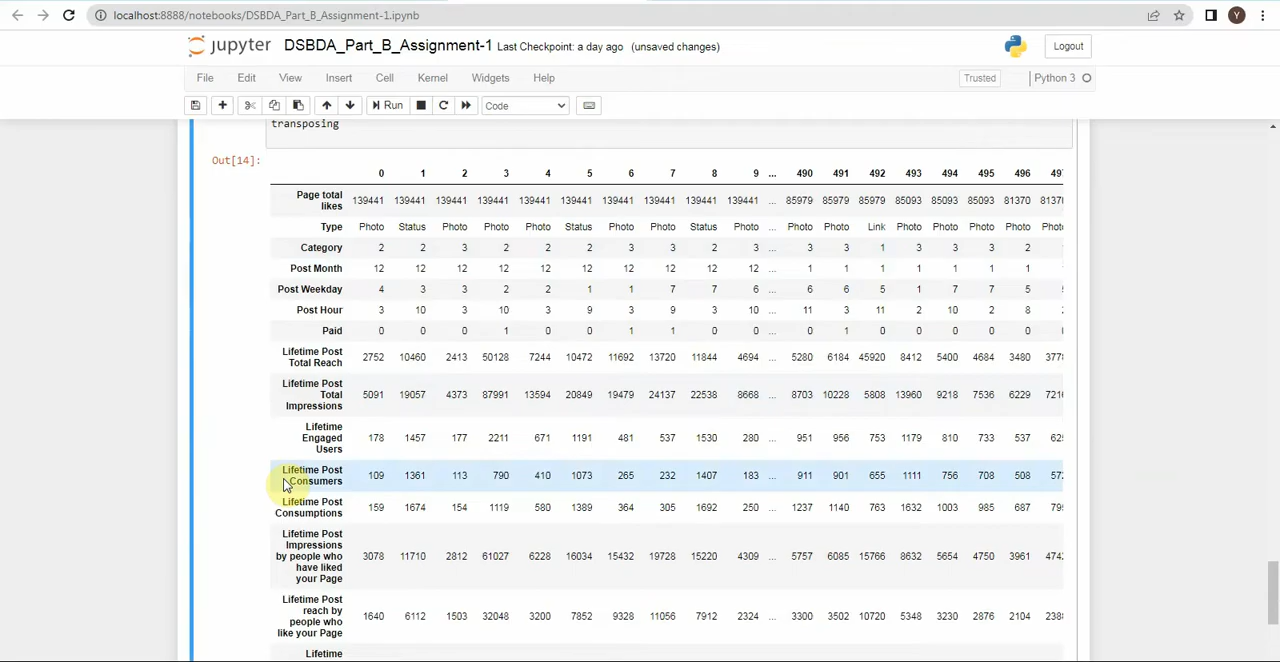 localhost:8888/notebooks/DSBDA_Part_B_Assignment-1.ipynb
Y
jupyter DSBDA_Part_B_Assignment-1 Last Checkpoint: a day ago (unsaved changes) Logout
File Edit View Insert Cell Kernel Widgets Help Trusted Python 3
Run Code
transposing
Out[14]:
0 1 2 3 4 5 6 7 8 9 ... 490 491 492 493 494 495 496
Page total
likes 139441 139441 139441 139441 139441 139441 139441 139441 139441 139441 ... 85979 85979 85979 85093 85093 85093 81370
Type Photo Status Photo Photo Photo Status Photo Photo Status Photo ... Photo Photo Link Photo Photo Photo Photo
Category 2 2 3 2 2 2 3 3 2 3 ... 3 3 1 3 3 3 2
Post Month 12 12 12 12 12 12 12 12 12 12 ... 1 1 1 1 1 1 1
Post Weekday 4 3 3 2 2 1 1 7 7 6 ... 6 6 5 1 7 7 5
Post Hour 3 10 3 10 3 9 3 9 3 10 ... 11 3 11 2 10 2 8
Paid 0 0 0 1 0 0 1 1 0 0 ... 0 1 0 0 0 0 0
Lifetime Post
Total Reach 2752 10460 2413 50128 7244 10472 11692 13720 11844 4694 ... 5280 6184 45920 8412 5400 4684 3480
Lifetime Post
Total
Impressions 5091 19057 4373 87991 13594 20849 19479 24137 22538 8668 ... 8703 10228 5808 13960 9218 7536 6229
Lifetime
Engaged
Users 178 1457 177 2211 671 1191 481 537 1530 280 ... 951 956 753 1179 810 733 537
Lifetime Post
Consumers 109 1361 113 790 410 1073 265 232 1407 183 ... 911 901 655 1111 756 708 508
Lifetime Post
Consumptions 159 1674 154 1119 580 1389 364 305 1692 250 ... 1237 1140 763 1632 1003 985 687
Lifetime Post
Impressions
by people who
have liked
your Page 3078 11710 2812 61027 6228 16034 15432 19728 15220 4309 ... 5757 6085 15766 8632 5654 4750 3961
Lifetime Post
reach by
people who
like your Page 1640 6112 1503 32048 3200 7852 9328 11056 7912 2324 ... 3300 3502 10720 5348 3230 2876 2104
Lifetime